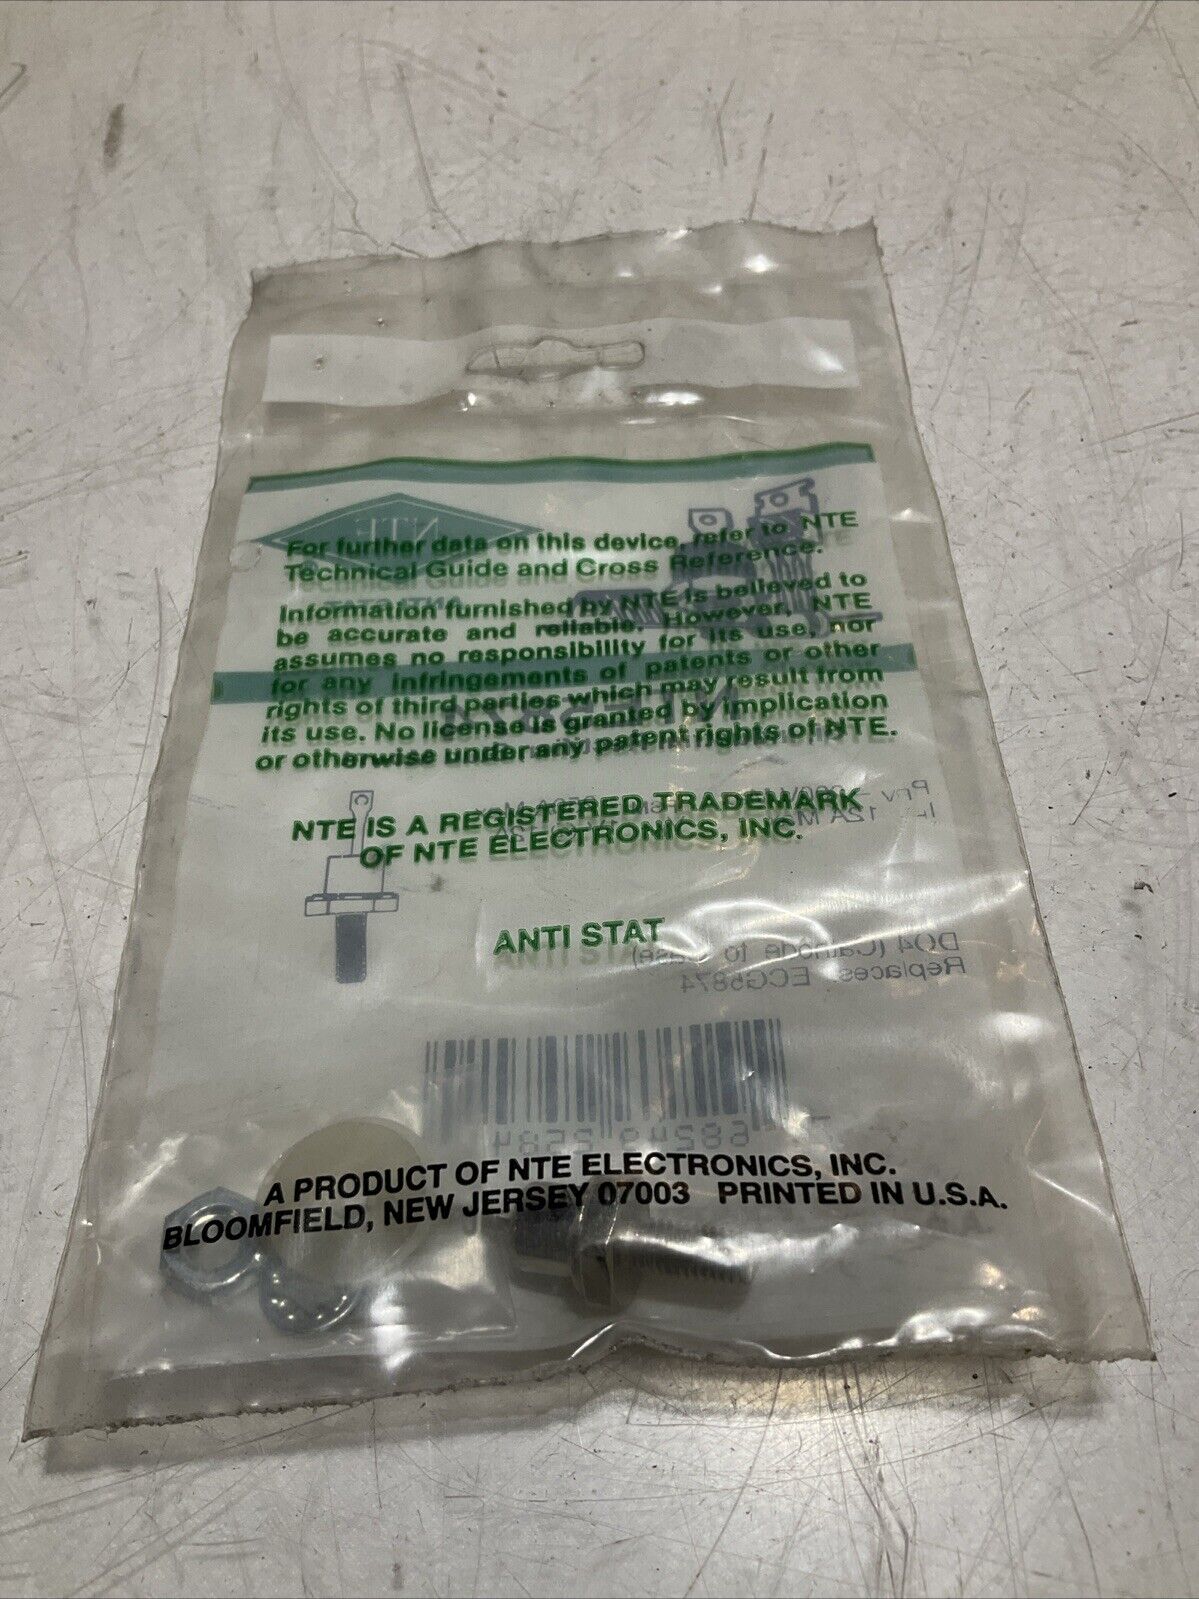 For further data on this device, refer to NTE
Technical Guide and Cross Reference.
Information furnished by NTE is believed to
be accurate and reliable. However, NTE
assumes no responsibility for its use, nor
for any infringements of patents or other
rights of third parties which may result from
its use. No license is granted by implication
or otherwise under any patent rights of NTE.
NTE IS A REGISTERED TRADEMARK
OF NTE ELECTRONICS, INC.
ANTI STAT
DO4 (Cathode to Case)
Replaces ECG5874
A PRODUCT OF NTE ELECTRONICS, INC.
BLOOMFIELD, NEW JERSEY 07003 PRINTED IN U.S.A.